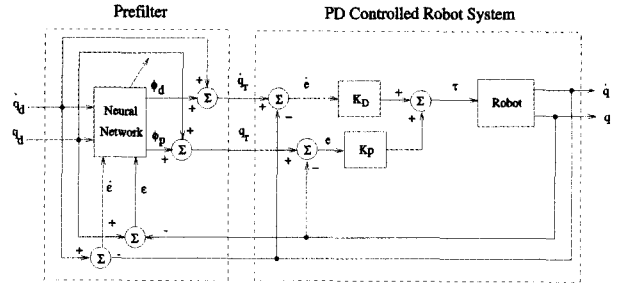 Prefilter
PD Controlled Robot System
q̇d
qd
Neural
Network
ϕd
ϕp
+
+
Σ
+
+
Σ
q̇r
qr
+
Σ
−
ė
KD
+
+
Σ
τ
Robot
q̇
q
+
Σ
−
e
Kp
ė
ε
+
Σ
-
+
Σ
-